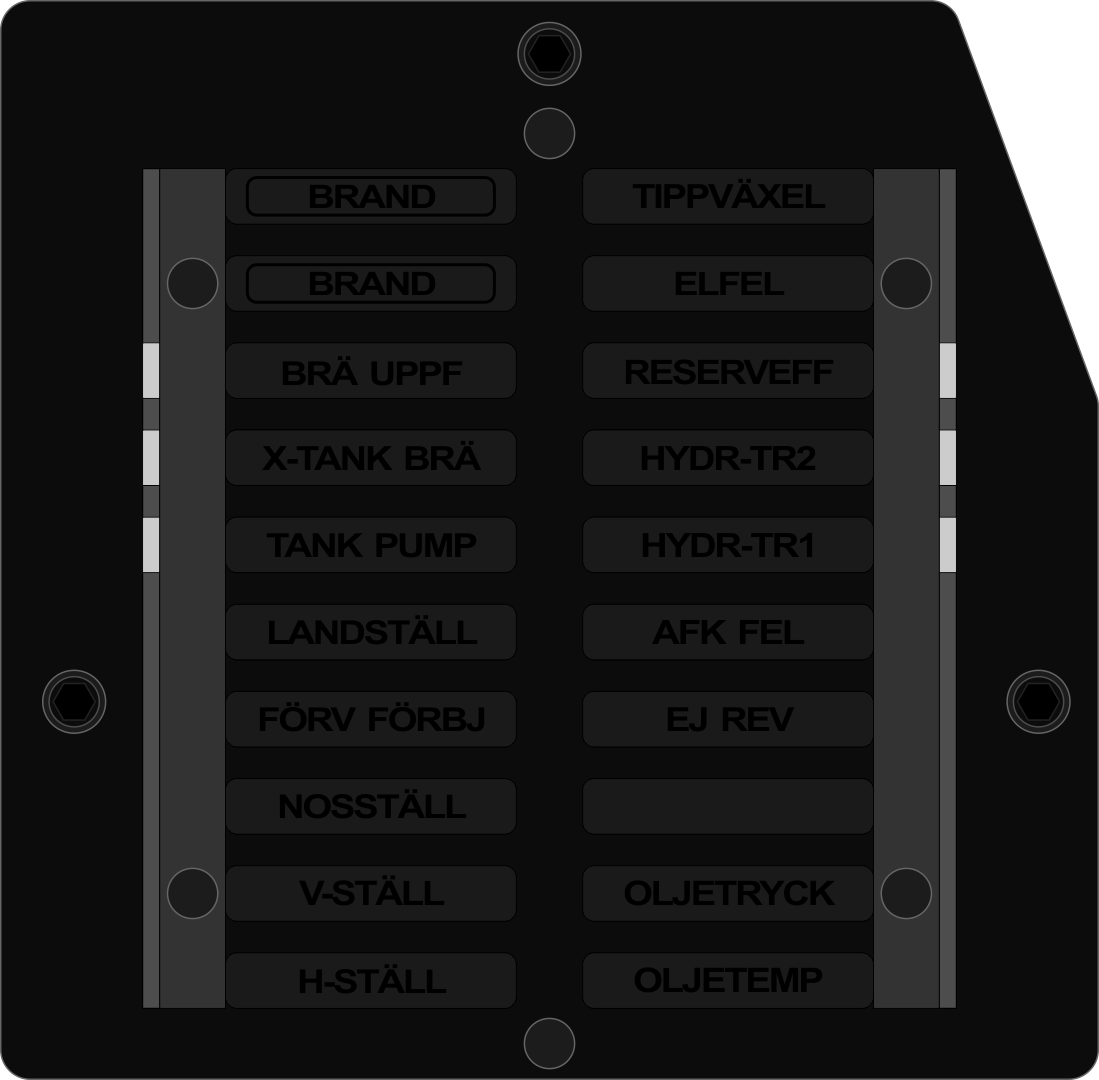 BRAND
BRAND
BRÄ UPPF
X-TANK BRÄ
TANK PUMP
LANDSTÄLL
FÖRV FÖRBJ
NOSSTÄLL
V-STÄLL
H-STÄLL
TIPPVÄXEL
ELFEL
RESERVEFF
HYDR-TR2
HYDR-TR1
AFK FEL
EJ REV
OLJETRYCK
OLJETEMP